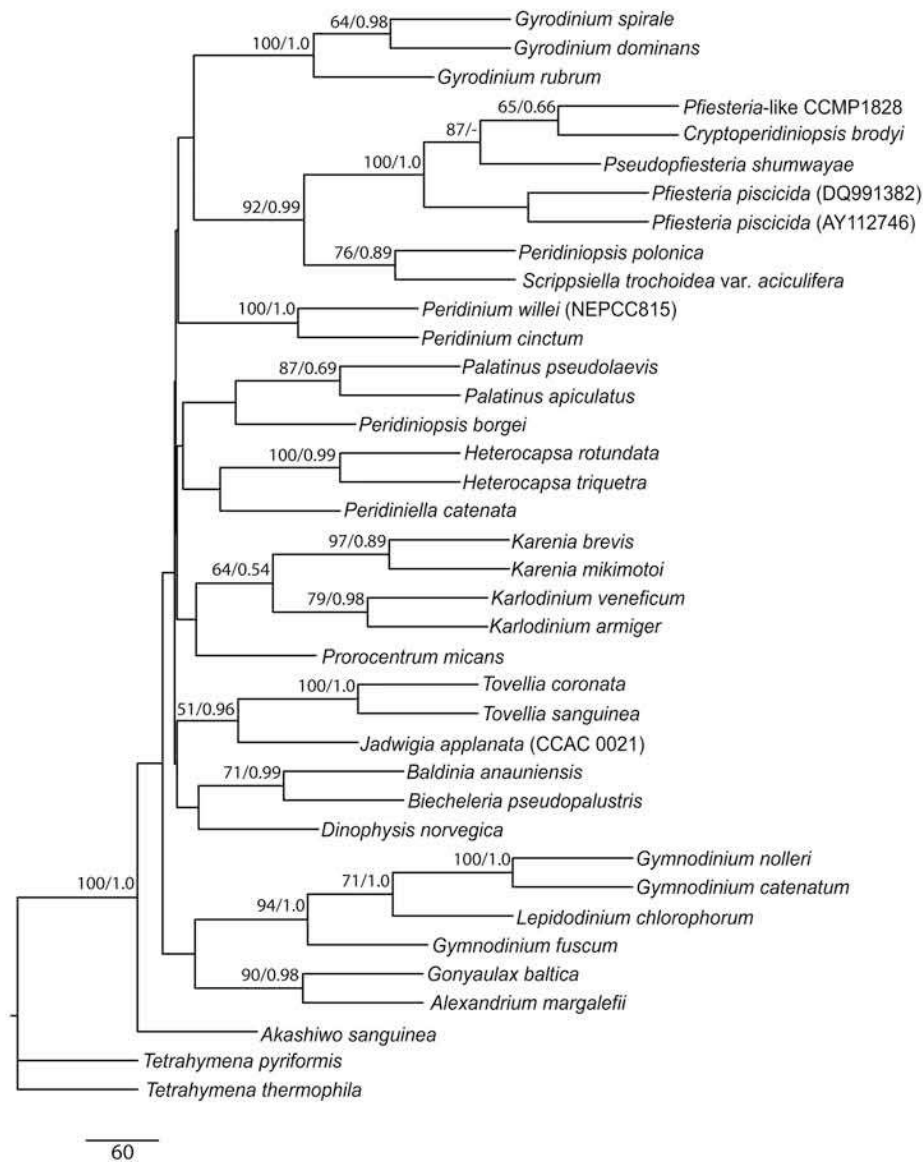 64/0.98
Gyrodinium spirale
100/1.0
Gyrodinium dominans
Gyrodinium rubrum
65/0.66
Pfiesteria-like CCMP1828
87/-
Cryptoperidiniopsis brodyi
100/1.0
Pseudopfiesteria shumwayae
Pfiesteria piscicida (DQ991382)
92/0.99
Pfiesteria piscicida (AY112746)
76/0.89
Peridiniopsis polonica
Scrippsiella trochoidea var. aciculifera
100/1.0
Peridinium willei (NEPCC815)
Peridinium cinctum
87/0.69
Palatinus pseudolaevis
Palatinus apiculatus
Peridiniopsis borgei
100/0.99
Heterocapsa rotundata
Heterocapsa triquetra
Peridiniella catenata
97/0.89
Karenia brevis
64/0.54
Karenia mikimotoi
79/0.98
Karlodinium veneficum
Karlodinium armiger
Prorocentrum micans
100/1.0
Tovellia coronata
51/0.96
Tovellia sanguinea
Jadwigia applanata (CCAC 0021)
71/0.99
Baldinia anauniensis
Biecheleria pseudopalustris
Dinophysis norvegica
100/1.0
Gymnodinium nolleri
100/1.0
71/1.0
Gymnodinium catenatum
94/1.0
Lepidodinium chlorophorum
Gymnodinium fuscum
90/0.98
Gonyaulax baltica
Alexandrium margalefii
Akashiwo sanguinea
Tetrahymena pyriformis
Tetrahymena thermophila
60